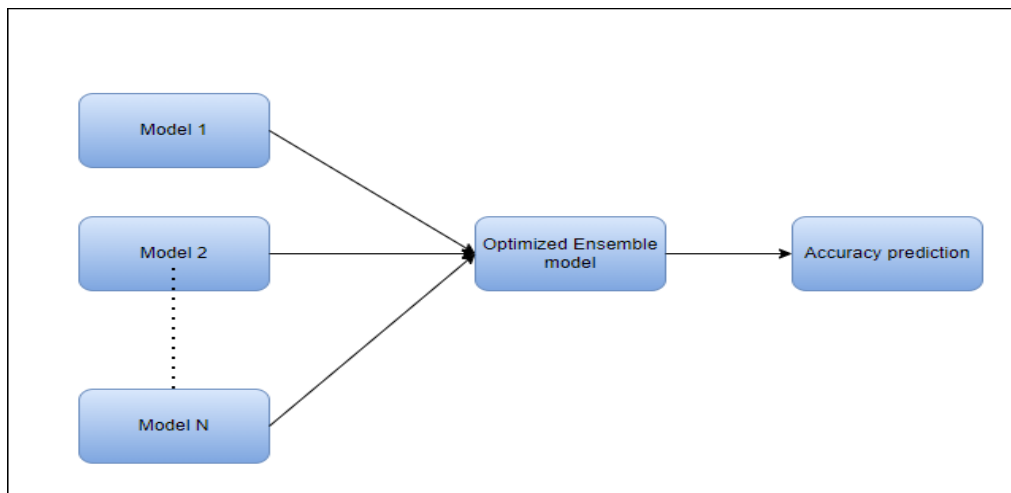 Model 1
Model 2
Optimized Ensemble
model
Accuracy prediction
Model N